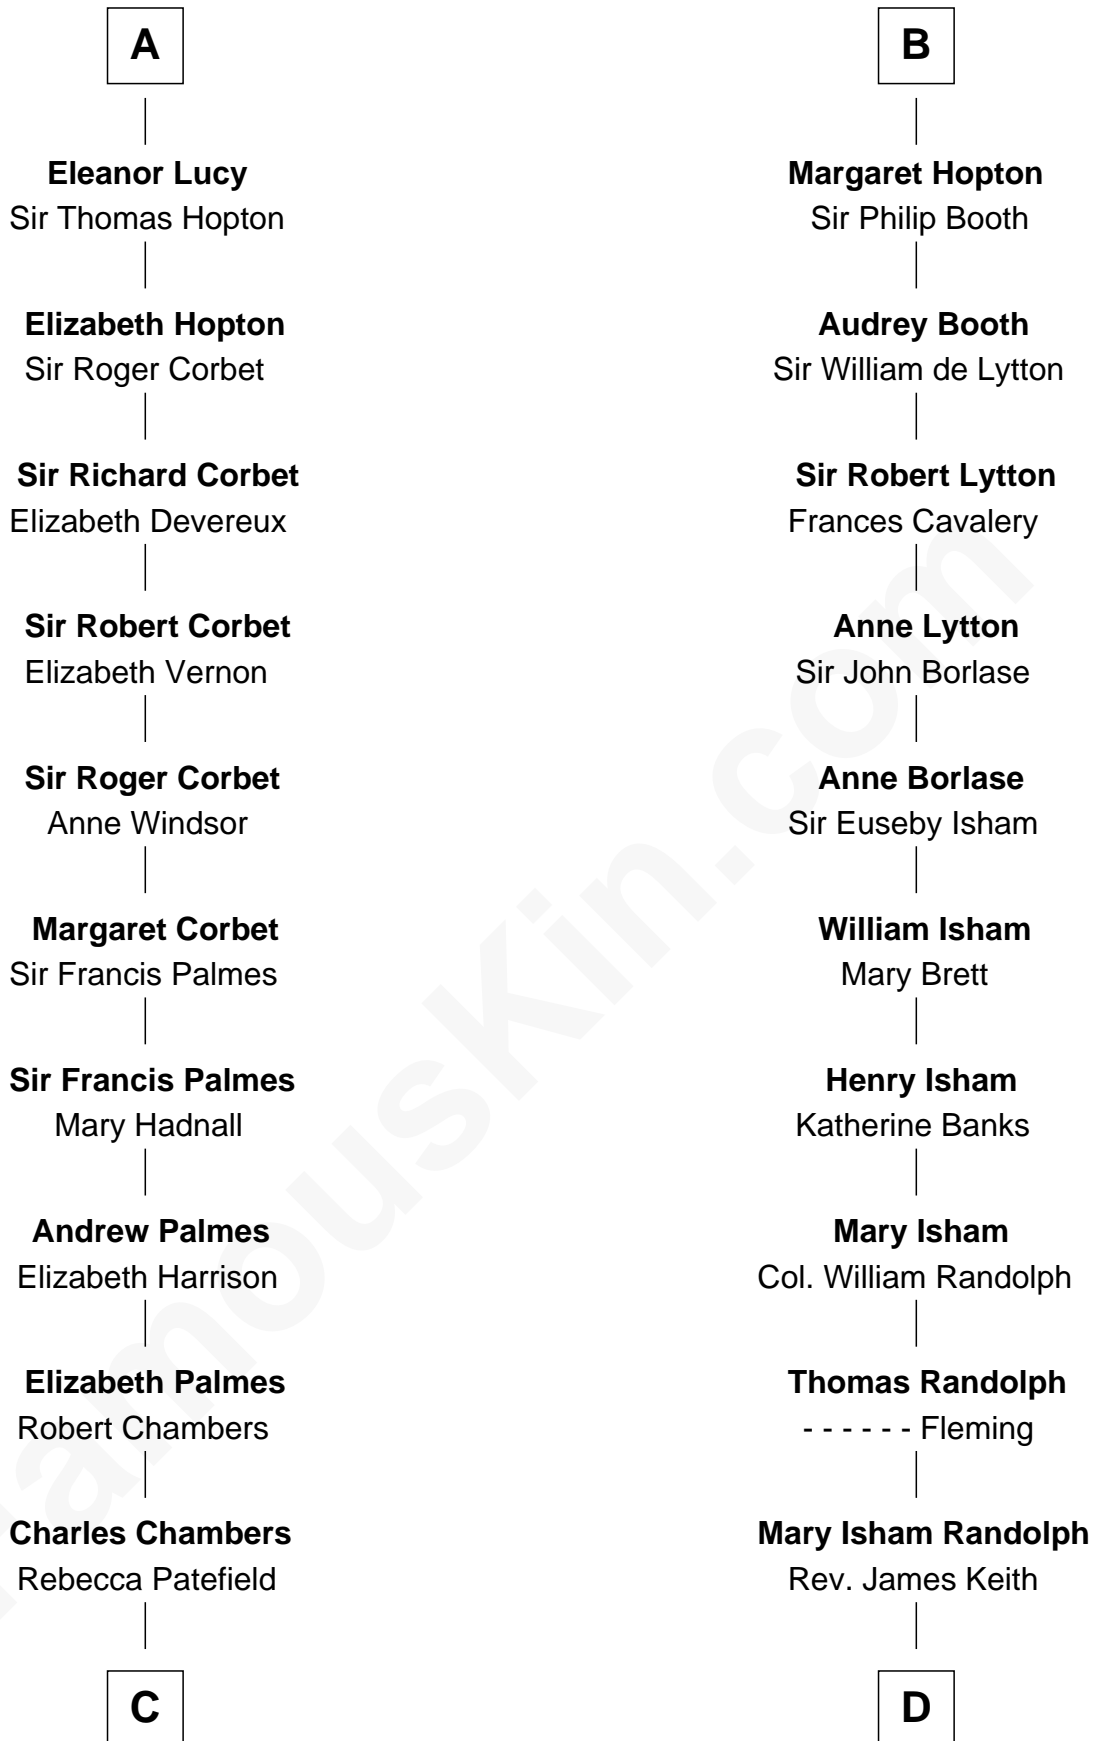 A
Eleanor Lucy
Sir Thomas Hopton
Elizabeth Hopton
Sir Roger Corbet
Sir Richard Corbet
Elizabeth Devereux
Sir Robert Corbet
Elizabeth Vernon
Sir Roger Corbet
Anne Windsor
Margaret Corbet
Sir Francis Palmes
Sir Francis Palmes
Mary Hadnall
Andrew Palmes
Elizabeth Harrison
Elizabeth Palmes
Robert Chambers
Charles Chambers
Rebecca Patefield
C
B
Margaret Hopton
Sir Philip Booth
Audrey Booth
Sir William de Lytton
Sir Robert Lytton
Frances Cavalery
Anne Lytton
Sir John Borlase
Anne Borlase
Sir Euseby Isham
William Isham
Mary Brett
Henry Isham
Katherine Banks
Mary Isham
Col. William Randolph
Thomas Randolph
- - - - - - Fleming
Mary Isham Randolph
Rev. James Keith
D
FamousKin.com